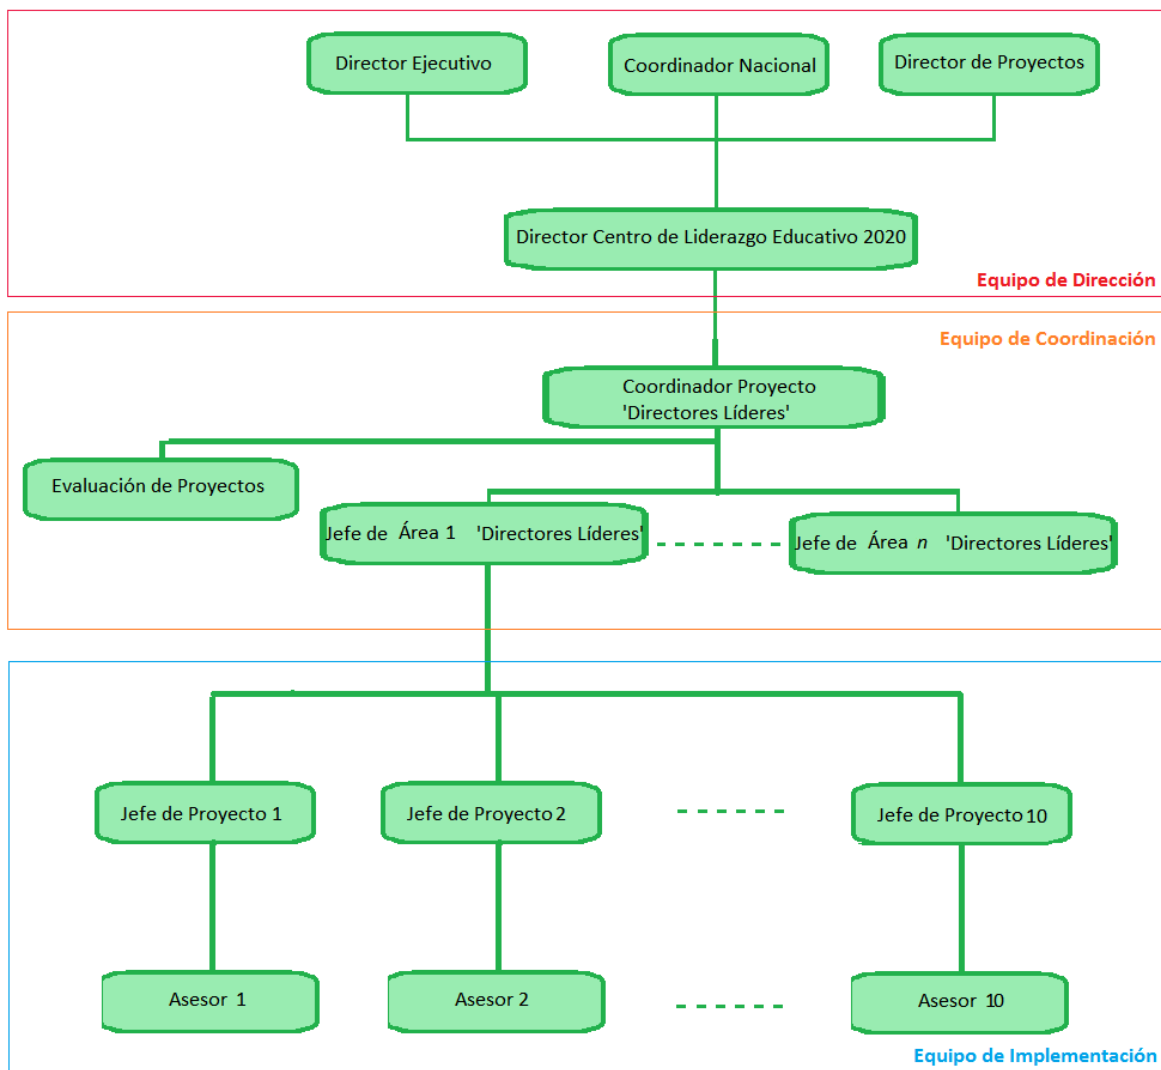 Director Ejecutivo
Coordinador Nacional
Director de Proyectos
Director Centro de Liderazgo Educativo 2020
Equipo de Dirección
Equipo de Coordinación
Coordinador Proyecto
'Directores Líderes'
Evaluación de Proyectos
Jefe de Área 1 'Directores Líderes'
Jefe de Área n 'Directores Líderes'
Jefe de Proyecto 1
Jefe de Proyecto 2
Jefe de Proyecto 10
Asesor 1
Asesor 2
Asesor 10
Equipo de Implementación